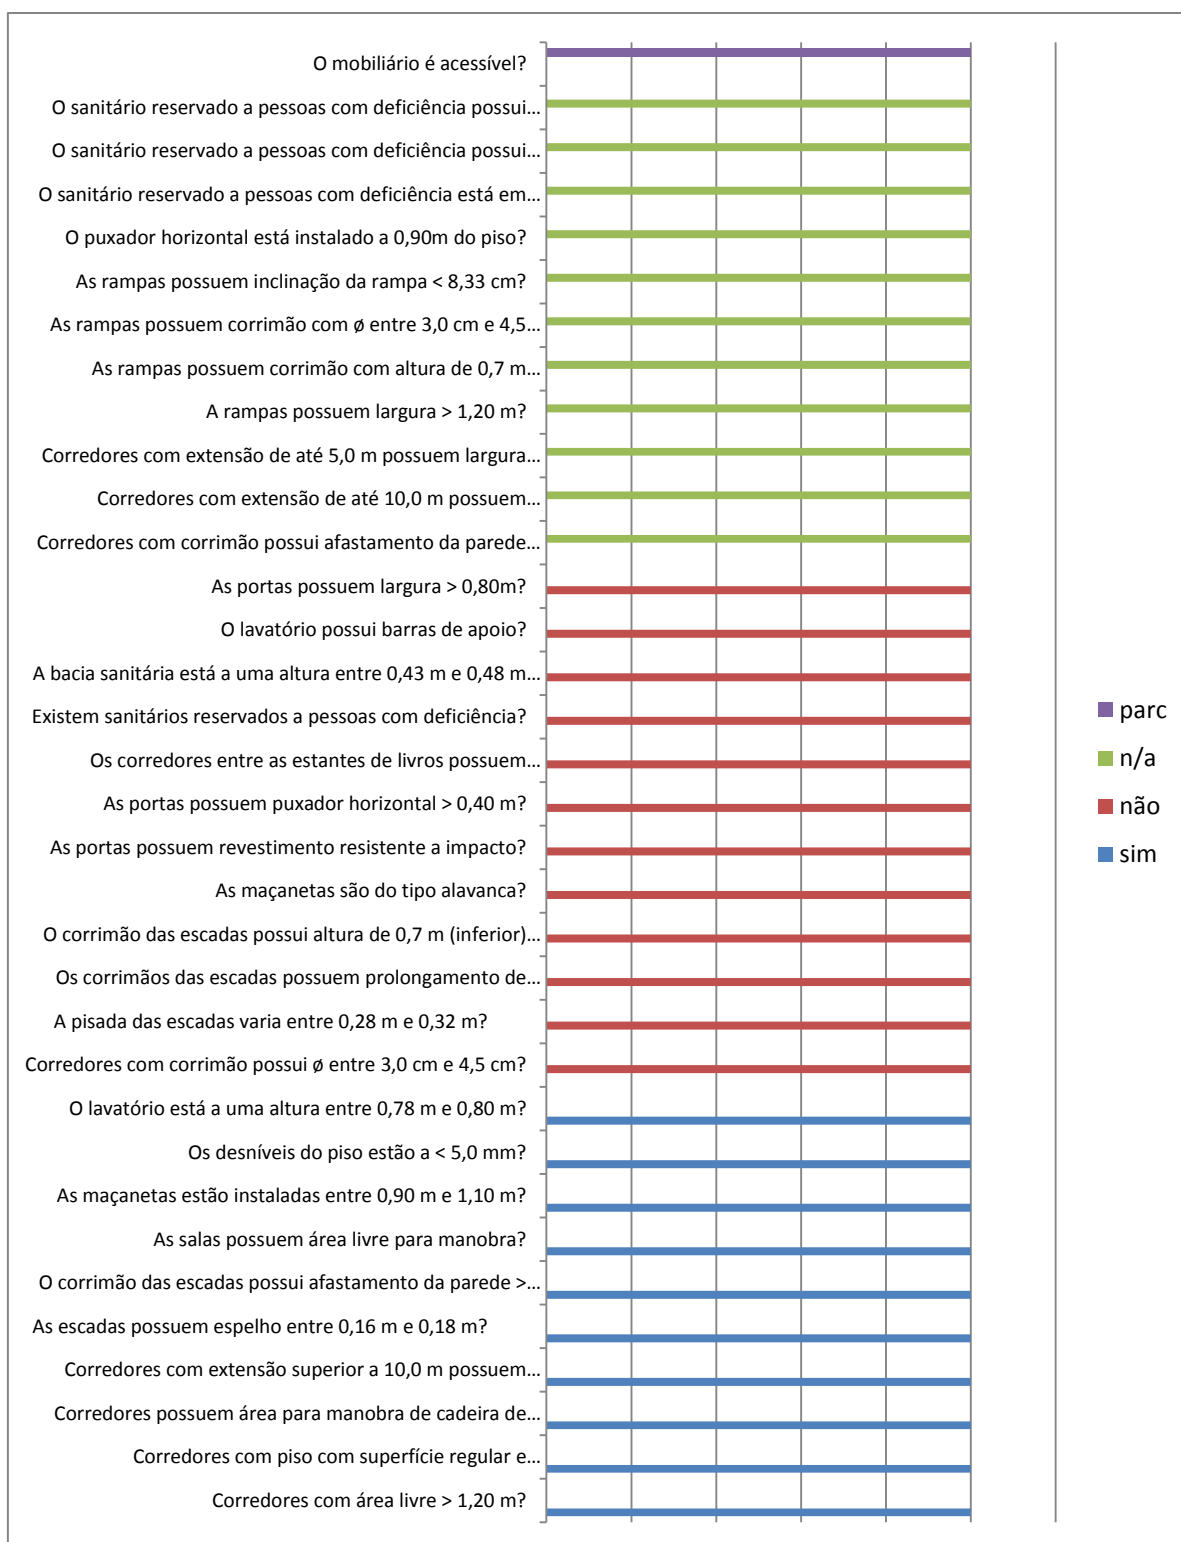 O mobiliário é acessível?
O sanitário reservado a pessoas com deficiência possui...
O sanitário reservado a pessoas com deficiência possui...
O sanitário reservado a pessoas com deficiência está em...
O puxador horizontal está instalado a 0,90m do piso?
As rampas possuem inclinação da rampa < 8,33 cm?
As rampas possuem corrimão com ø entre 3,0 cm e 4,5...
As rampas possuem corrimão com altura de 0,7 m...
A rampas possuem largura > 1,20 m?
Corredores com extensão de até 5,0 m possuem largura...
Corredores com extensão de até 10,0 m possuem...
Corredores com corrimão possui afastamento da parede...
As portas possuem largura > 0,80m?
O lavatório possui barras de apoio?
A bacia sanitária está a uma altura entre 0,43 m e 0,48 m...
Existem sanitários reservados a pessoas com deficiência?
Os corredores entre as estantes de livros possuem...
As portas possuem puxador horizontal > 0,40 m?
As portas possuem revestimento resistente a impacto?
As maçanetas são do tipo alavanca?
O corrimão das escadas possui altura de 0,7 m (inferior)...
Os corrimãos das escadas possuem prolongamento de...
A pisada das escadas varia entre 0,28 m e 0,32 m?
Corredores com corrimão possui ø entre 3,0 cm e 4,5 cm?
O lavatório está a uma altura entre 0,78 m e 0,80 m?
Os desníveis do piso estão a < 5,0 mm?
As maçanetas estão instaladas entre 0,90 m e 1,10 m?
As salas possuem área livre para manobra?
O corrimão das escadas possui afastamento da parede >...
As escadas possuem espelho entre 0,16 m e 0,18 m?
Corredores com extensão superior a 10,0 m possuem...
Corredores possuem área para manobra de cadeira de...
Corredores com piso com superfície regular e...
Corredores com área livre > 1,20 m?
parc
n/a
não
sim